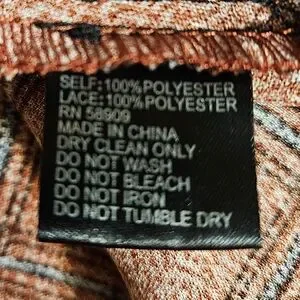 SELF: 100% POLYESTER
LACE: 100% POLYESTER
RN 56909
MADE IN CHINA
DRY CLEAN ONLY
DO NOT WASH
DO NOT BLEACH
DO NOT IRON
DO NOT TUMBLE DRY